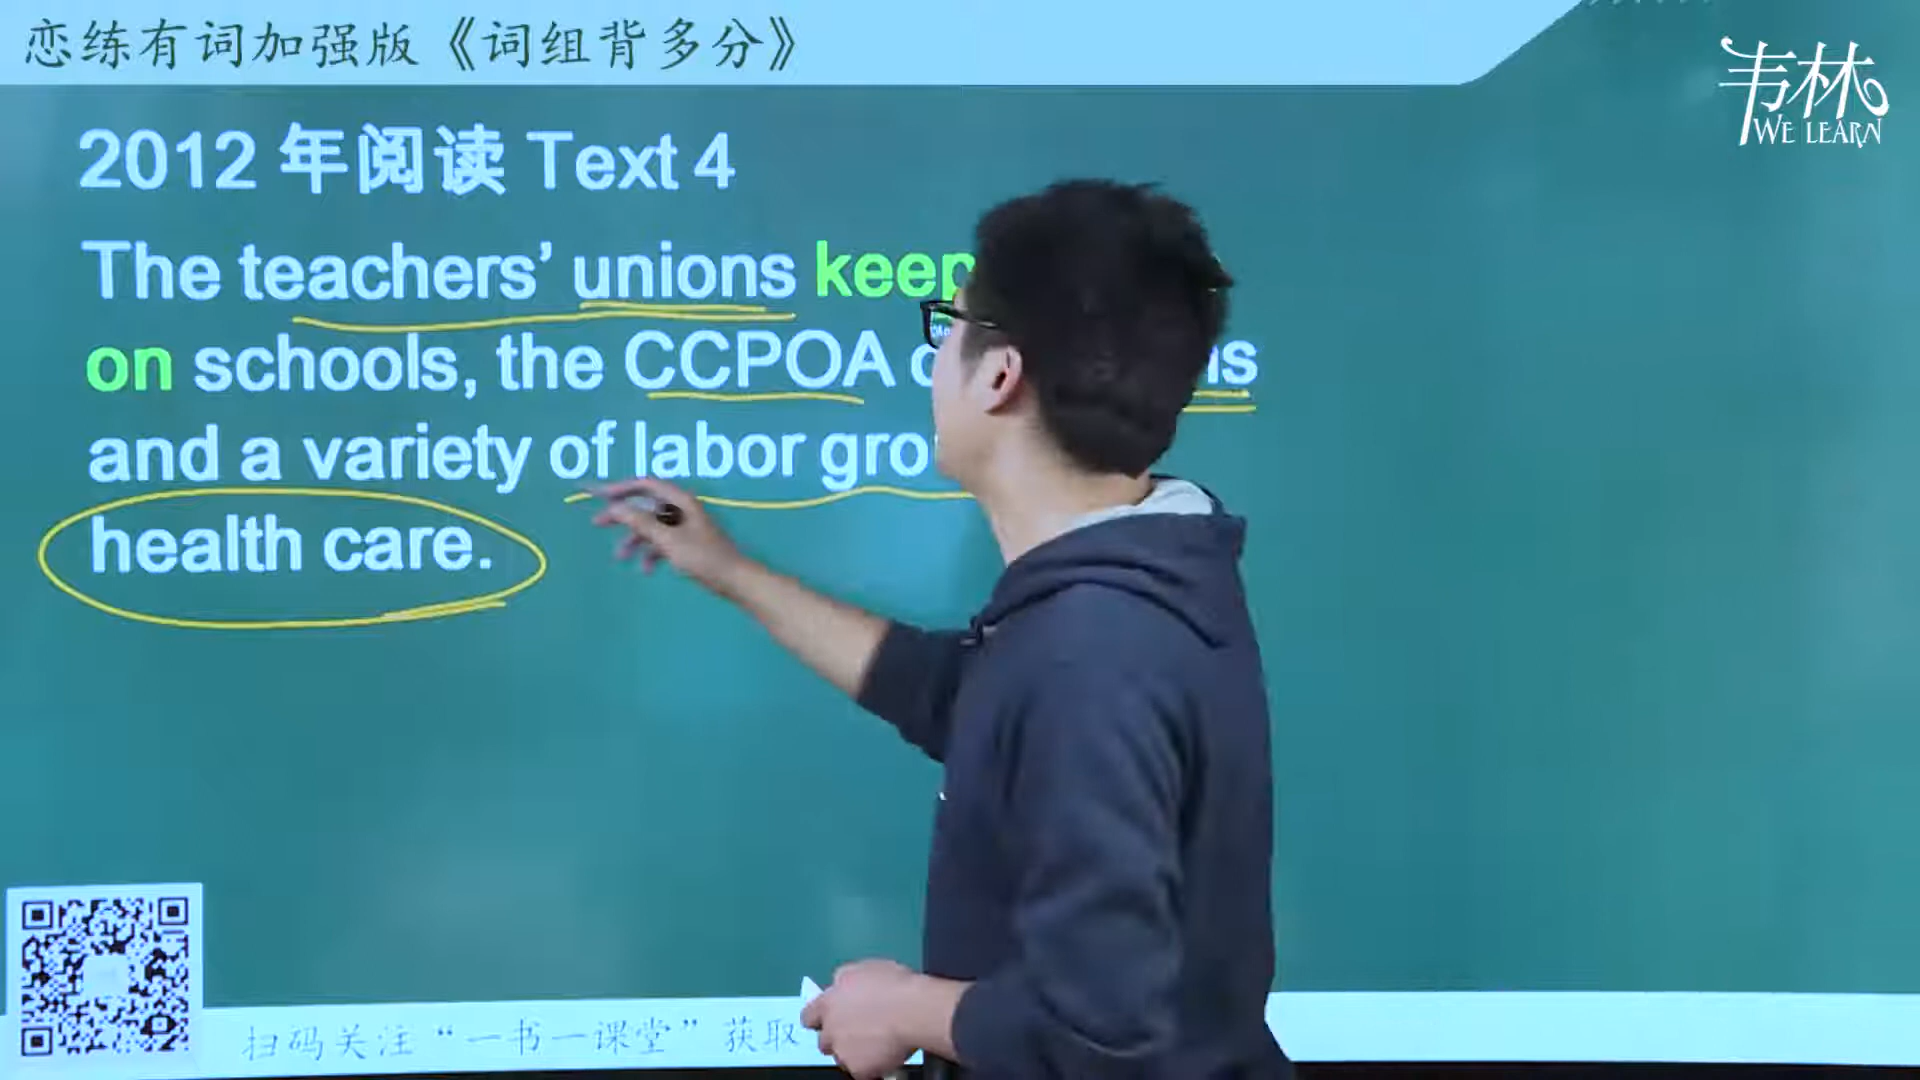 恋练有词加强版《词组背多分》
韦林
WE LEARN
2012 年阅读 Text 4
The teachers’ unions keep
on schools, the CCPOA
and a variety of labor
health care.
扫码关注“一书一课堂”获取